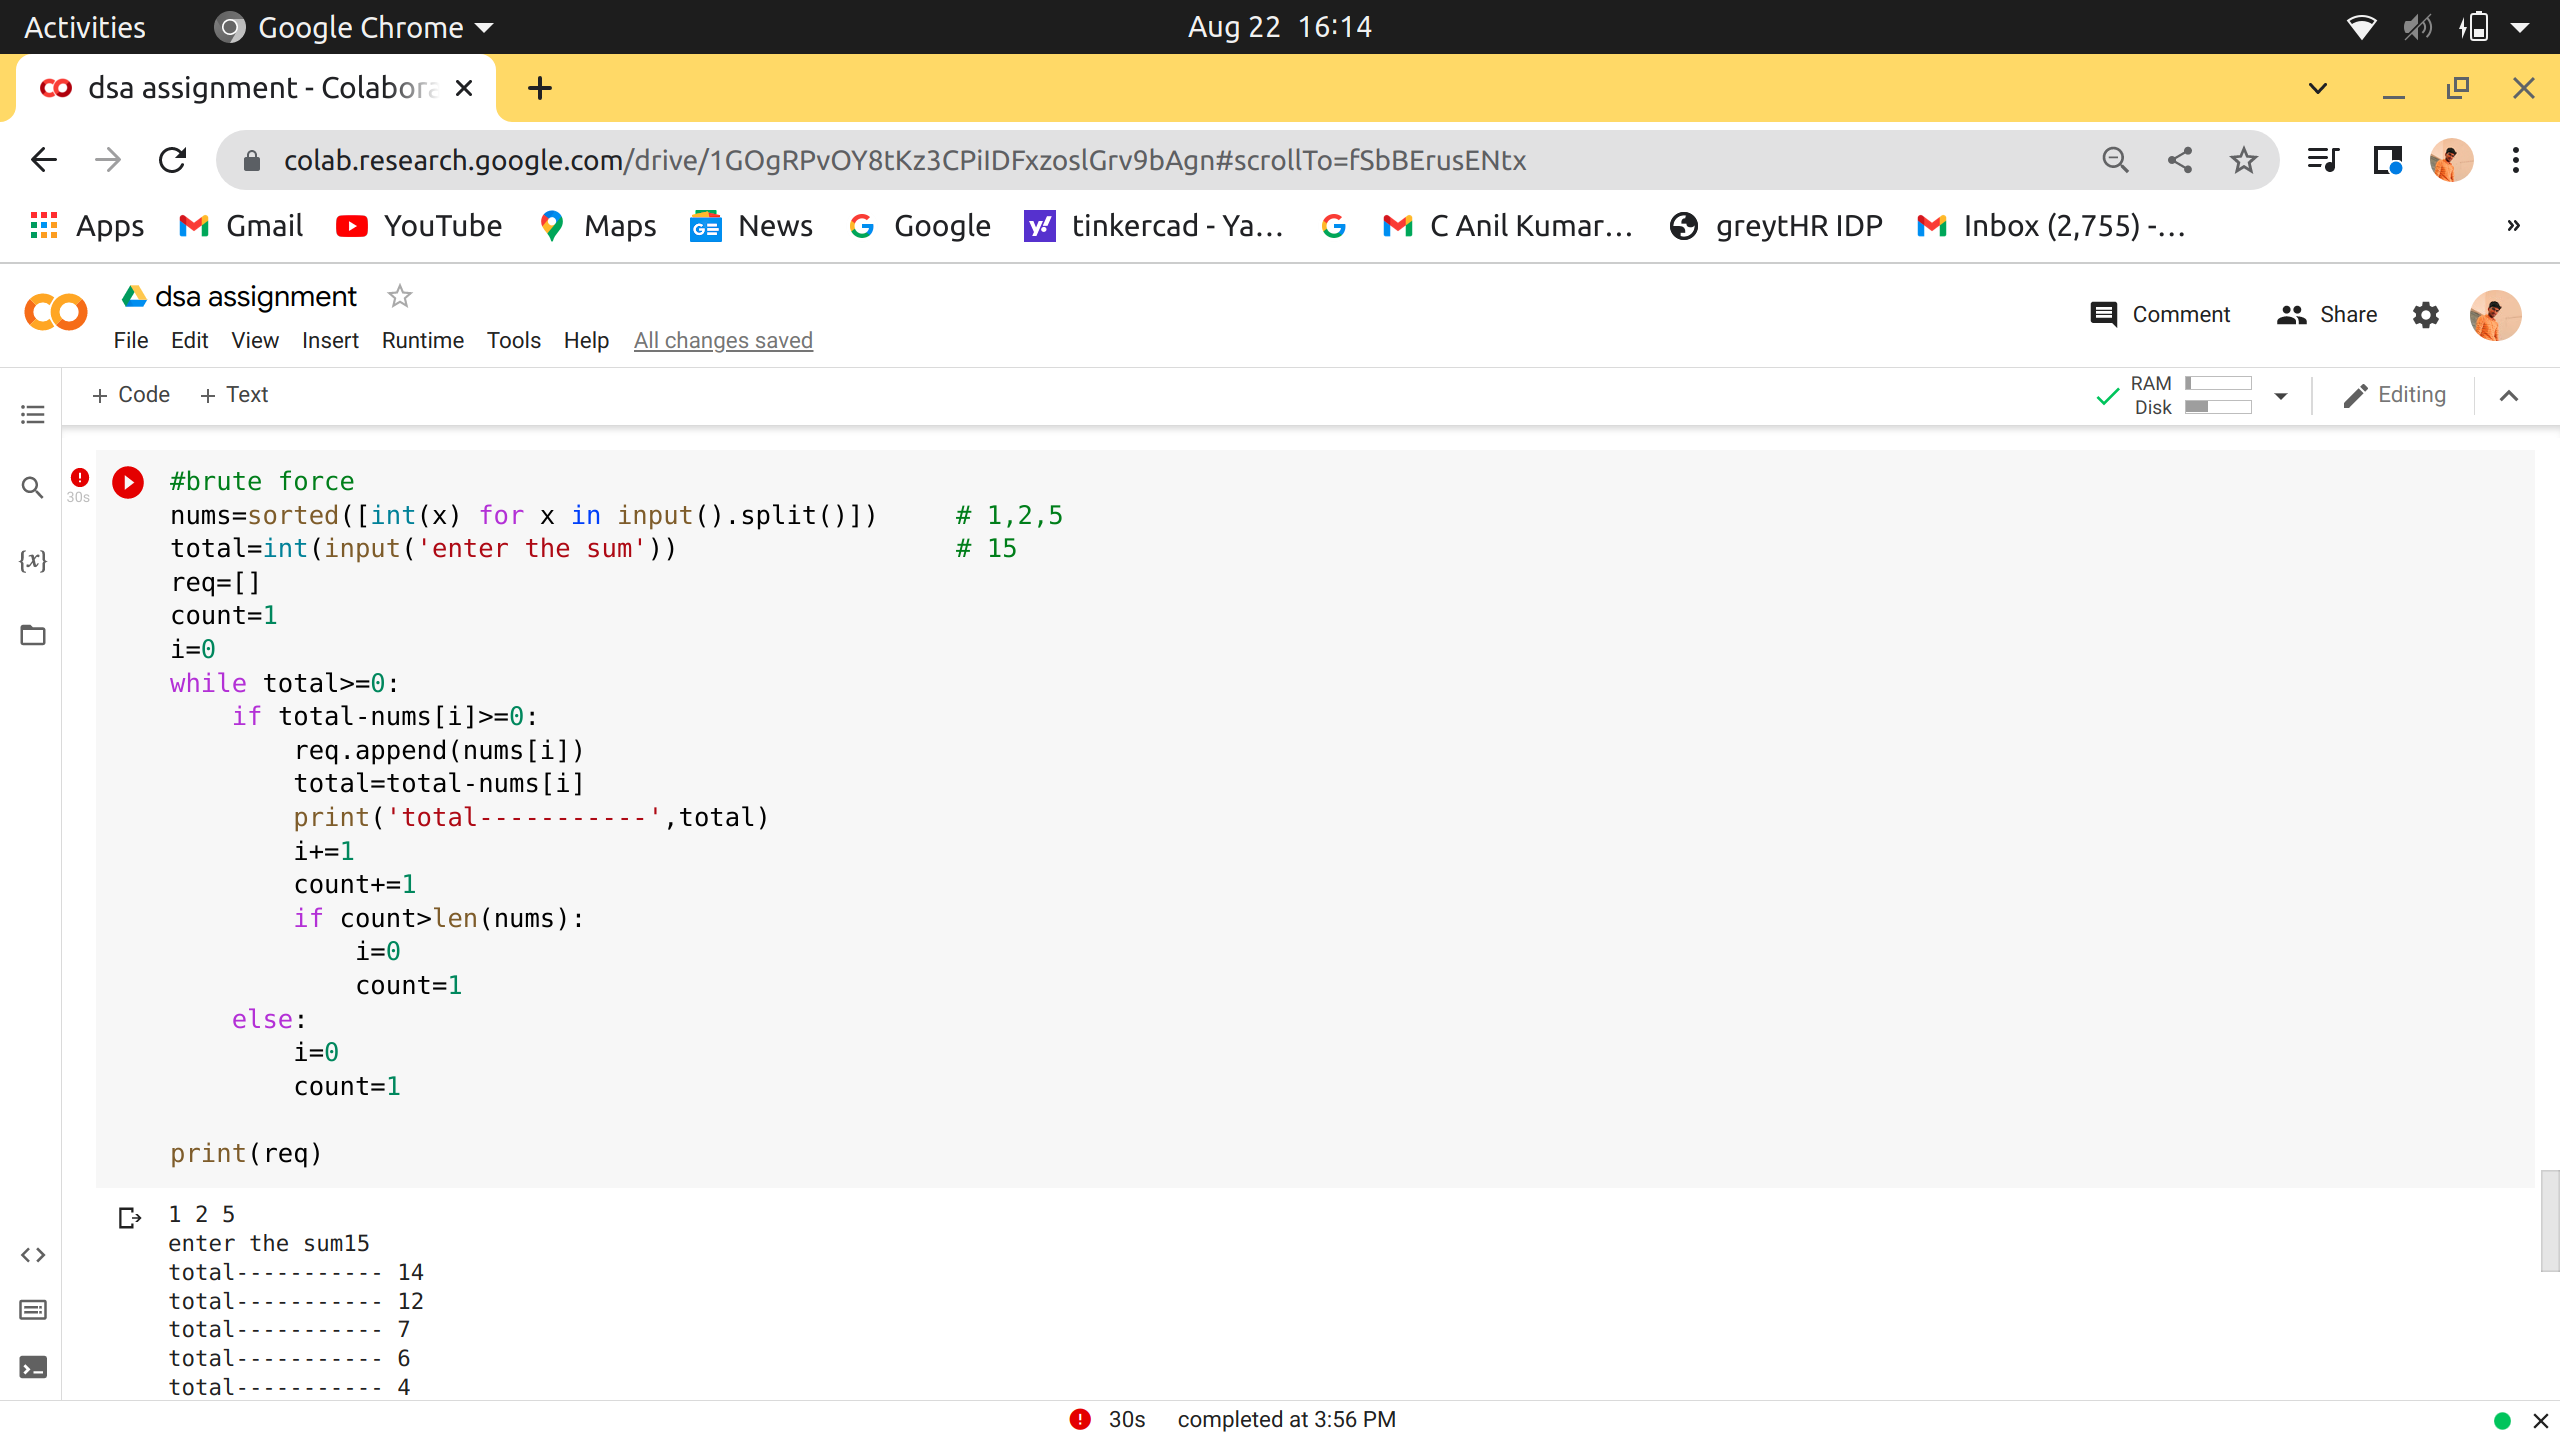 Activities Google Chrome Aug 22 16:14
dsa assignment - Colabora
colab.research.google.com/drive/1GOgRPvOY8tKz3CPiIDFxzoslGrv9bAgn#scrollTo=fSbBErusENtx
Apps Gmail YouTube Maps News Google tinkercad - Ya… C Anil Kumar… greytHR IDP Inbox (2,755) -… »
dsa assignment
Comment Share
File Edit View Insert Runtime Tools Help All changes saved
+ Code + Text RAM Disk Editing
30s
#brute force
nums=sorted([int(x) for x in input().split()])     # 1,2,5
total=int(input('enter the sum'))                  # 15
req=[]
count=1
i=0
while total>=0:
    if total-nums[i]>=0:
        req.append(nums[i])
        total=total-nums[i]
        print('total-----------',total)
        i+=1
        count+=1
        if count>len(nums):
            i=0
            count=1
    else:
        i=0
        count=1
print(req)
1 2 5
enter the sum15
total----------- 14
total----------- 12
total----------- 7
total----------- 6
total----------- 4
30s completed at 3:56 PM